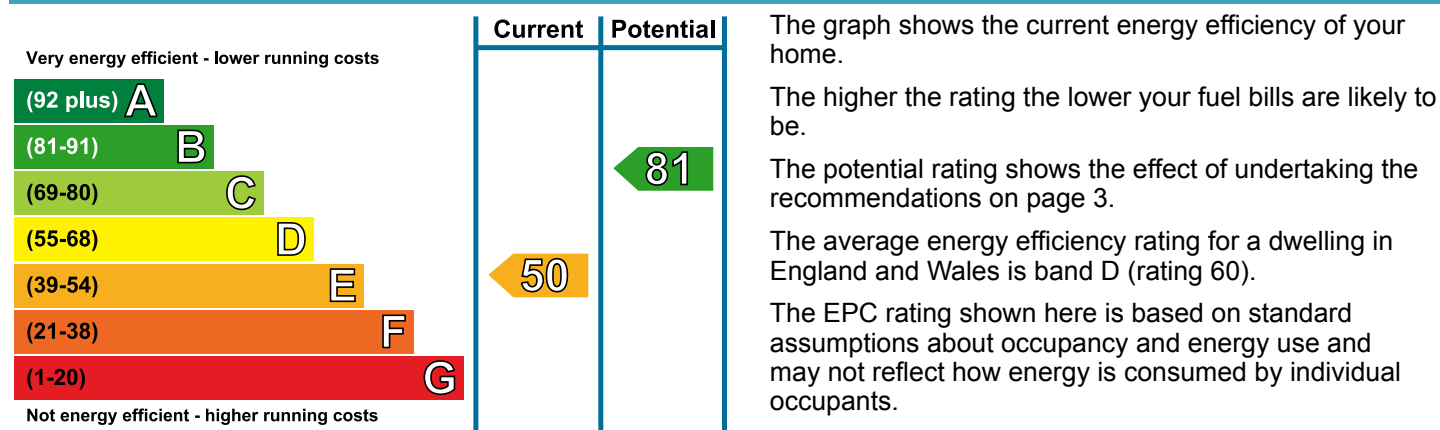 Current Potential
Very energy efficient - lower running costs
(92 plus) A
(81-91) B
(69-80) C
(55-68) D
(39-54) E
(21-38) F
(1-20) G
Not energy efficient - higher running costs
81
50
The graph shows the current energy efficiency of your
home.
The higher the rating the lower your fuel bills are likely to
be.
The potential rating shows the effect of undertaking the
recommendations on page 3.
The average energy efficiency rating for a dwelling in
England and Wales is band D (rating 60).
The EPC rating shown here is based on standard
assumptions about occupancy and energy use and
may not reflect how energy is consumed by individual
occupants.